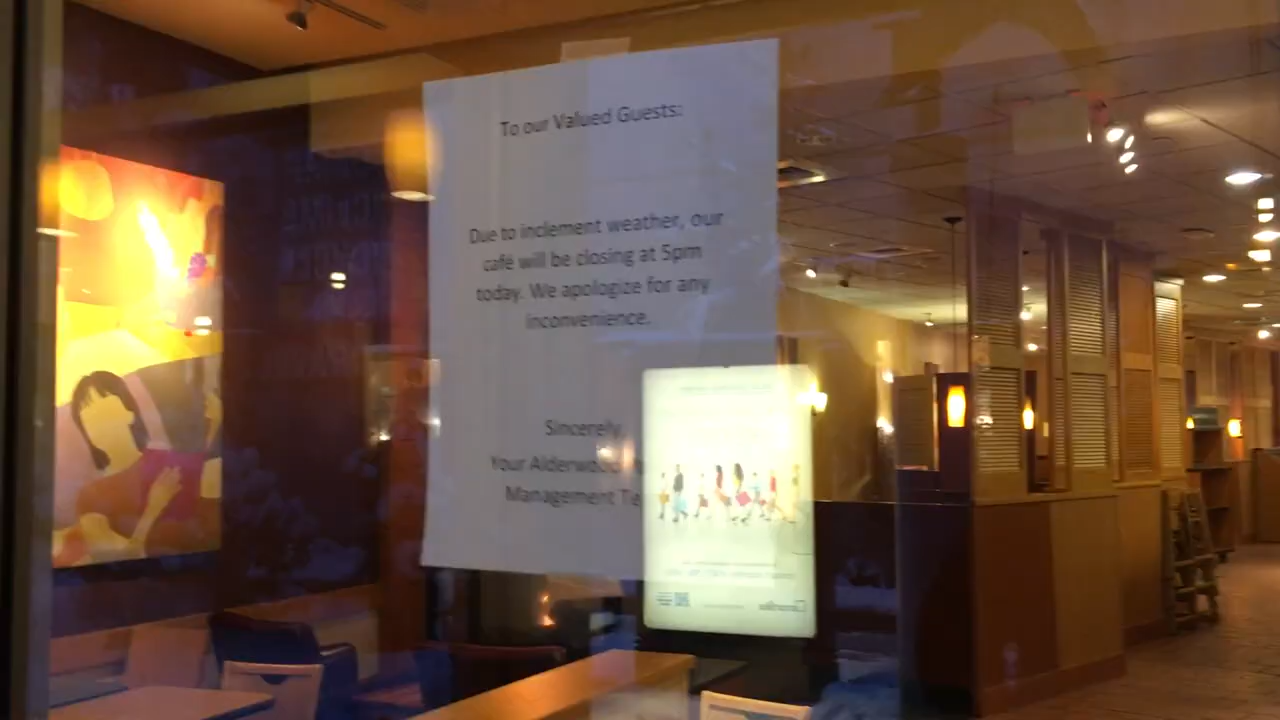 To our Valued Guests:
Due to inclement weather, our
café will be closing at 5pm
today. We apologize for any
inconvenience.
Sincerely
Your Alderwood
Management